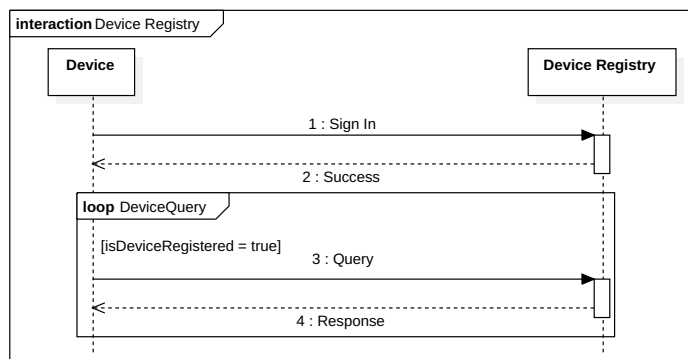 interaction Device Registry
Device
Device Registry
1 : Sign In
2 : Success
loop DeviceQuery
[isDeviceRegistered = true]
3 : Query
4 : Response